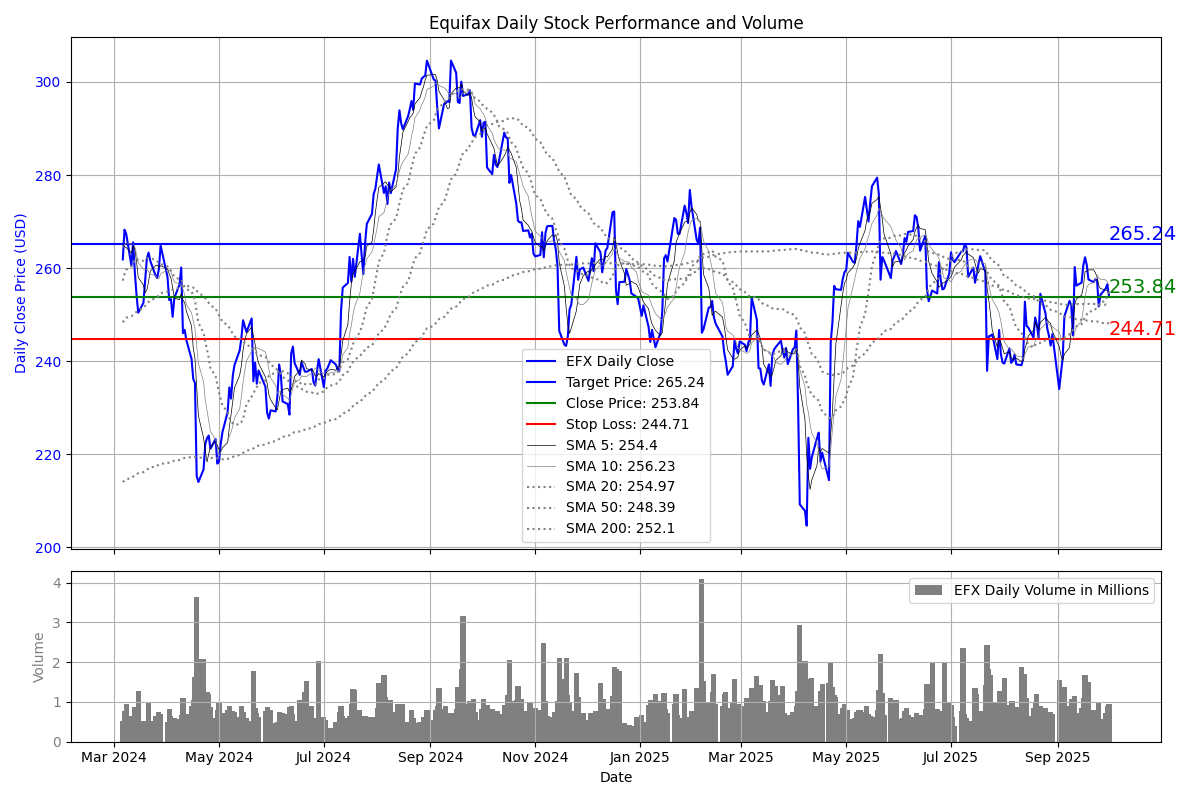 Equifax Daily Stock Performance and Volume
Daily Close Price (USD)
300
280
260
240
220
200
265.24
253.84
244.71
EFX Daily Close
Target Price: 265.24
Close Price: 253.84
Stop Loss: 244.71
SMA 5: 254.4
SMA 10: 256.23
SMA 20: 254.97
SMA 50: 248.39
SMA 200: 252.1
Volume
4
3
2
1
0
EFX Daily Volume in Millions
Mar 2024 May 2024 Jul 2024 Sep 2024 Nov 2024 Jan 2025 Mar 2025 May 2025 Jul 2025 Sep 2025
Date